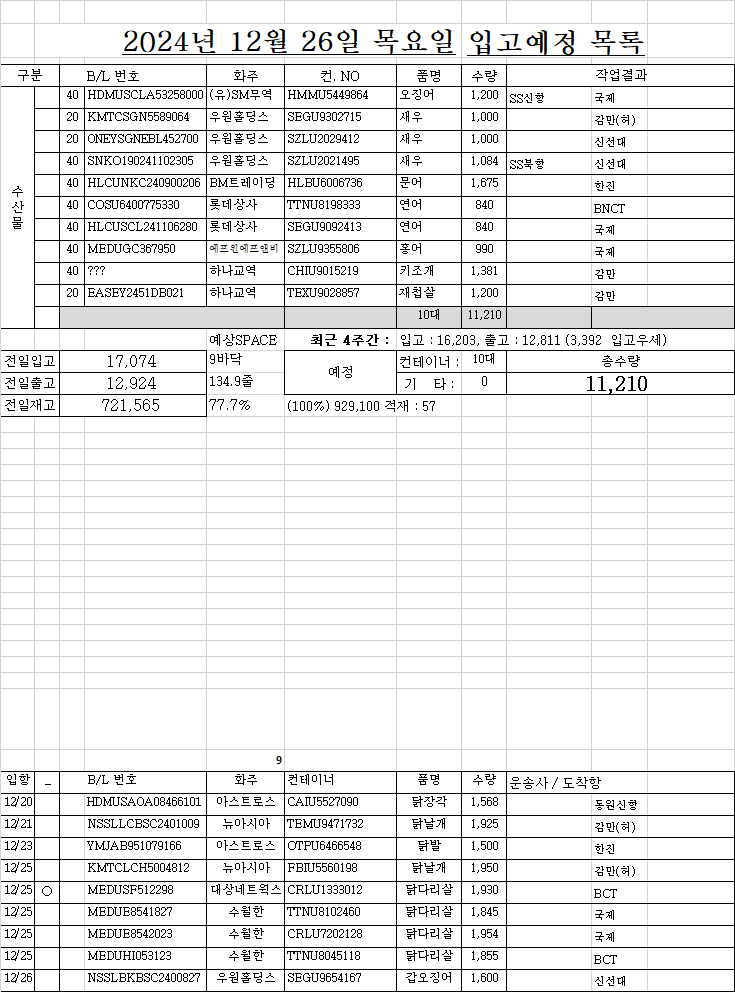 2024년 12월 26일 목요일 입고예정 목록
구분 B/L 번호 화주 컨. NO 품명 수량 작업결과
수산물
40 HDMUSCLA53258000 (유)SM무역 HMMU5449864 오징어 1,200 SS신항 국제
20 KMTCSGN5589064 우원홀딩스 SEGU9302715 새우 1,000 감만(허)
20 ONEYSGNEBL452700 우원홀딩스 SZLU2029412 새우 1,000 신선대
40 SNKO190241102305 우원홀딩스 SZLU2021495 새우 1,084 SS북항 신선대
40 HLCUNKC240900206 BM트레이딩 HLBU6006736 문어 1,675 한진
40 COSU6400775330 롯데상사 TTNU8198333 연어 840 BNCT
40 HLCUSCL241106280 롯데상사 SEGU9092413 연어 840 국제
40 MEDUGC367950 에프원에프앤비 SZLU9355806 홍어 990 국제
40 ??? 하나교역 CHIU9015219 키조개 1,381 감만
20 EASEY2451DB021 하나교역 TEXU9028857 재첩살 1,200 감만
10대 11,210
예상SPACE 최근 4주간 : 입고 : 16,203, 출고 : 12,811 (3,392 입고우세)
전일입고 17,074 9바닥 예정 컨테이너 : 10대 총수량
전일출고 12,924 134.9줄 기 타 : 0 11,210
전일재고 721,565 77.7% (100%) 929,100 적재 : 57
9
입항 _ B/L 번호 화주 컨테이너 품명 수량 운송사 / 도착항
12/20 HDMUSAOA08466101 아스트로스 CAIU5527090 닭장각 1,568 동원신항
12/21 NSSLLCBSC2401009 뉴아시아 TEMU9471732 닭날개 1,925 감만(허)
12/23 YMJAB951079166 아스트로스 OTPU6466548 닭발 1,500 한진
12/25 KMTCLCH5004812 뉴아시아 FBIU5560198 닭날개 1,950 감만(허)
12/25 ○ MEDUSF512298 대상네트웍스 CRLU1333012 닭다리살 1,930 BCT
12/25 MEDUE8541827 수월한 TTNU8102460 닭다리살 1,845 국제
12/25 MEDUE8542023 수월한 CRLU7202128 닭다리살 1,954 국제
12/25 MEDUHI053123 수월한 TTNU8045118 닭다리살 1,855 BCT
12/26 NSSLBKBSC2400827 우원홀딩스 SEGU9654167 갑오징어 1,600 신선대